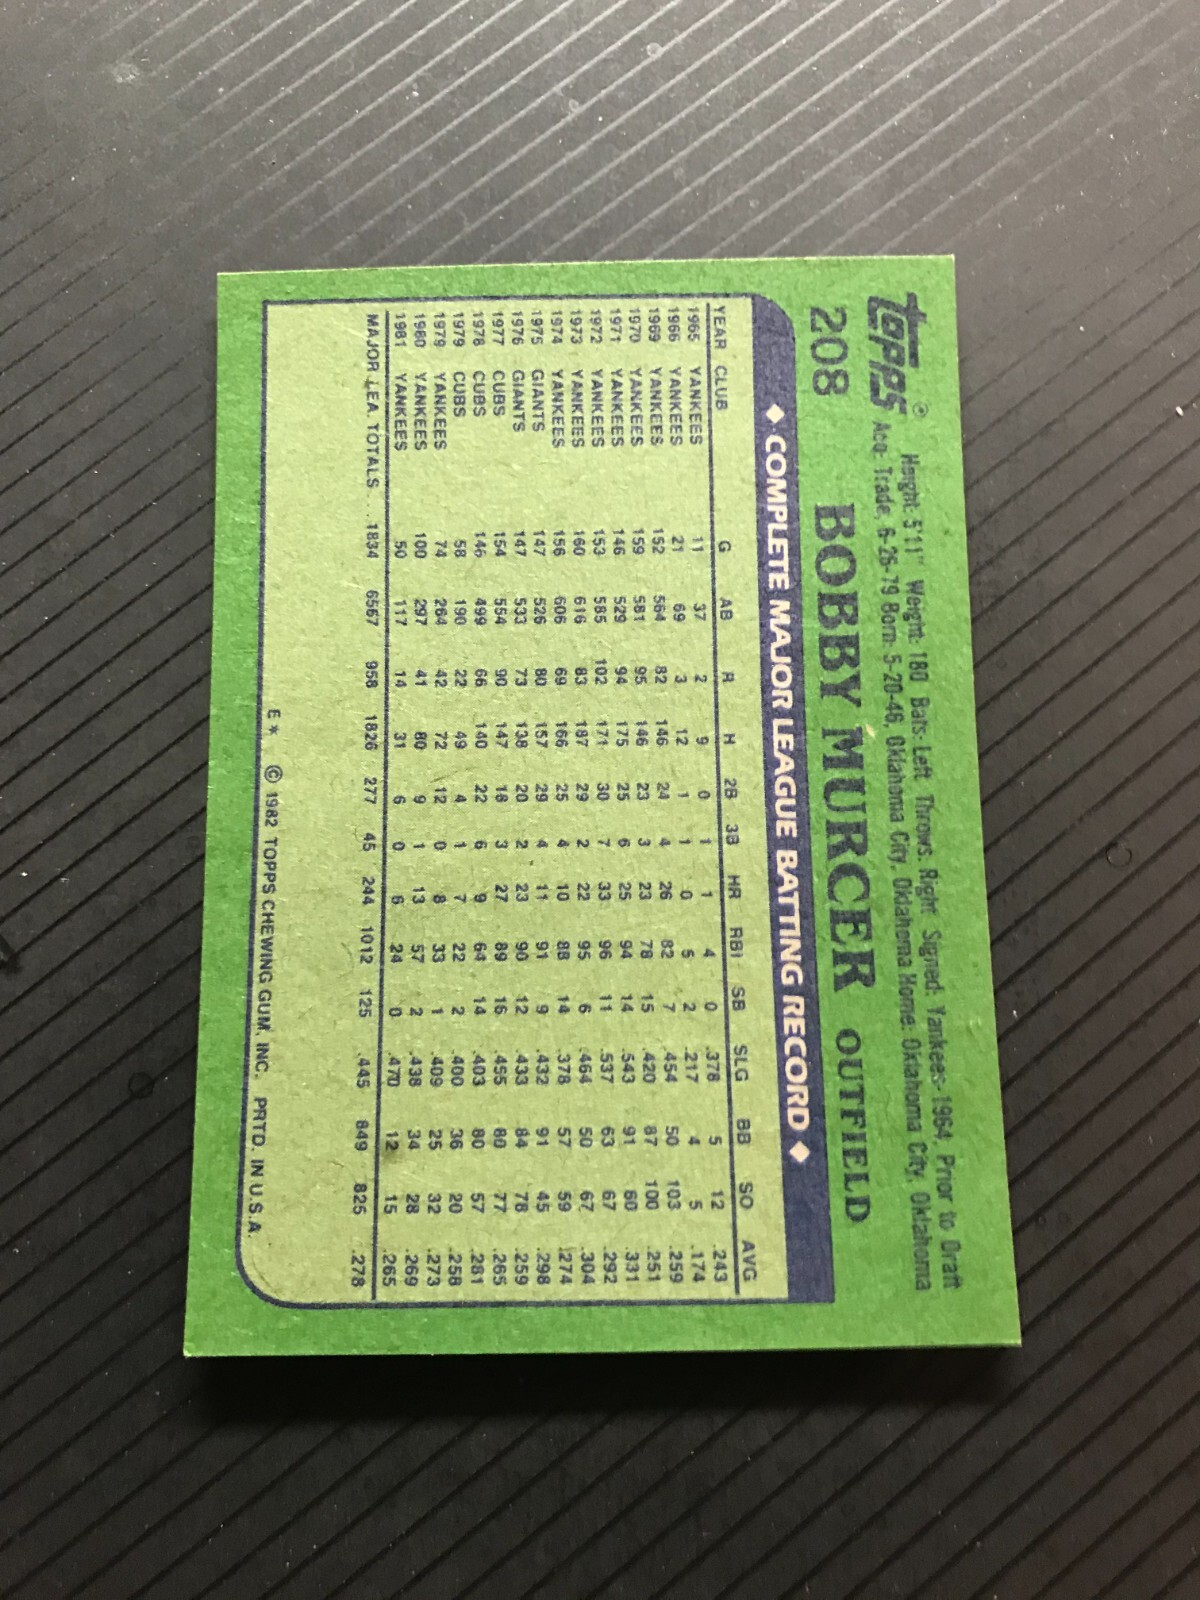 topps® Height: 5'11" Weight: 180 Bats: Left Throws: Right Signed: Yankees-1964, Prior to Draft
Acq: Trade, 6-26-79 Born: 5-20-46, Oklahoma City, Oklahoma Home: Oklahoma City, Oklahoma
208 BOBBY MURCER OUTFIELD
◆ COMPLETE MAJOR LEAGUE BATTING RECORD ◆
YEAR CLUB G AB R H 2B 3B HR RBI SB SLG BB SO AVG
1965 YANKEES 11 37 2 9 0 1 1 4 0 .378 5 12 .243
1966 YANKEES 21 69 3 12 1 1 0 5 2 .217 4 5 .174
1969 YANKEES 152 564 82 146 24 4 26 82 7 .454 50 103 .259
1970 YANKEES 159 581 95 146 23 3 23 78 15 .420 87 100 .251
1971 YANKEES 146 529 94 175 25 6 25 94 14 .543 91 60 .331
1972 YANKEES 153 585 102 171 30 7 33 96 11 .537 63 67 .292
1973 YANKEES 160 616 83 187 29 2 22 95 6 .464 50 67 .304
1974 YANKEES 156 606 69 166 25 4 10 88 14 .378 57 59 .274
1975 GIANTS 147 526 80 157 29 4 11 91 9 .432 91 45 .298
1976 GIANTS 147 533 73 138 20 2 23 90 12 .433 84 78 .259
1977 CUBS 154 554 90 147 18 3 27 89 16 .455 80 77 .265
1978 CUBS 146 499 66 140 22 6 9 64 14 .403 80 57 .281
1979 CUBS 58 190 22 49 4 1 7 22 2 .400 36 20 .258
1979 YANKEES 74 264 42 72 12 0 8 33 1 .409 25 32 .273
1980 YANKEES 100 297 41 80 9 1 13 57 2 .438 34 28 .269
1981 YANKEES 50 117 14 31 6 0 6 24 0 .470 12 15 .265
MAJOR LEA. TOTALS 1834 6567 958 1826 277 45 244 1012 125 .445 849 825 .278
E* © 1982 TOPPS CHEWING GUM, INC. PRTD. IN U.S.A.